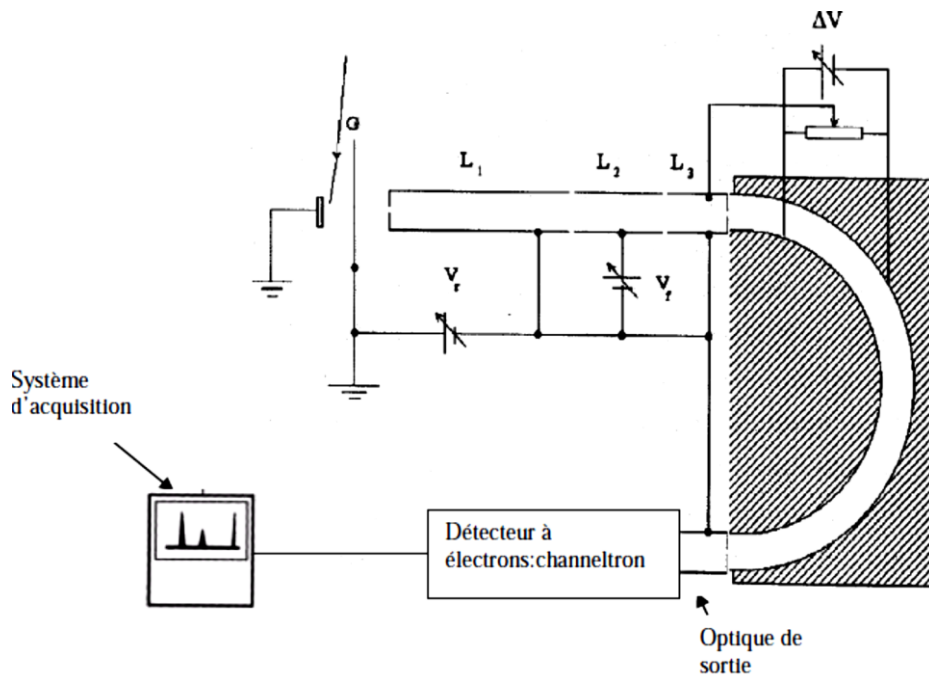 ΔV
G
L1
L2
L3
Vr
Vf
Système
d'acquisition
Détecteur à
électrons:channeltron
Optique de
sortie